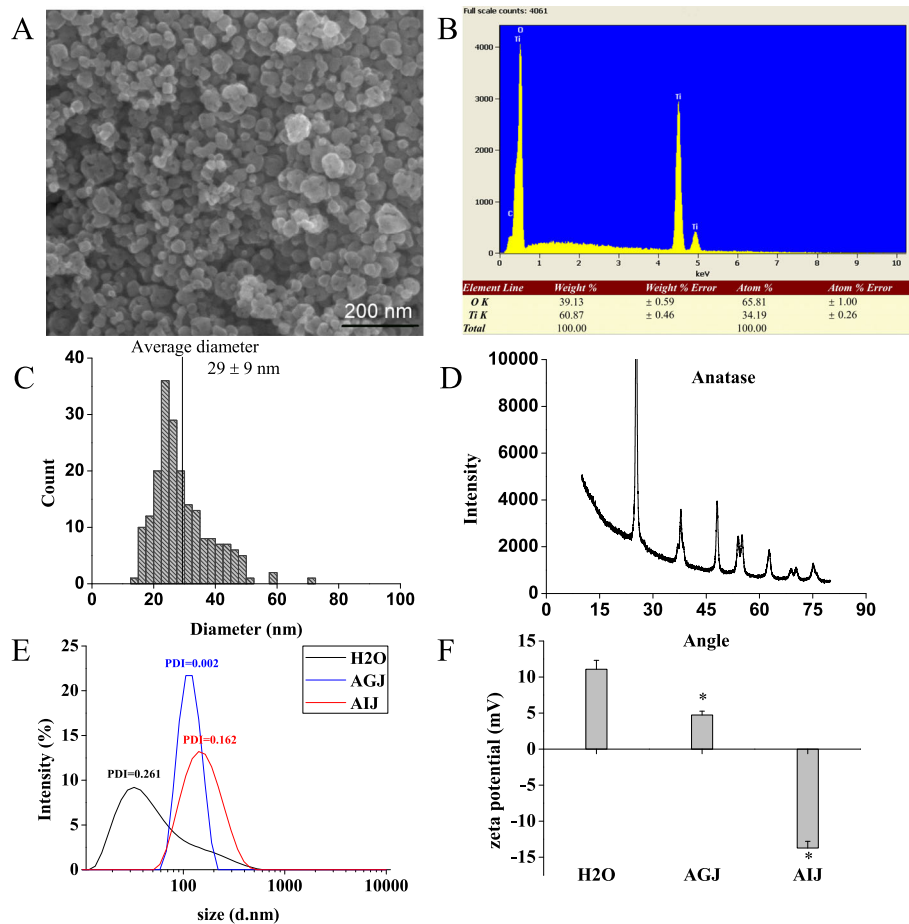 A
200 nm
B
Full scale counts: 4061
O
Ti
C
Ti
Ti
4000
3000
2000
1000
0
0 1 2 3 4 5 6 7 8 9 10
keV
Element Line Weight % Weight % Error Atom % Atom % Error
O K 39.13 ± 0.59 65.81 ± 1.00
Ti K 60.87 ± 0.46 34.19 ± 0.26
Total 100.00 100.00
C
Average diameter
29 ± 9 nm
40
30
20
10
0
Count
0 20 40 60 80 100
Diameter (nm)
D
Anatase
10000
8000
6000
4000
2000
0
Intensity
0 15 30 45 60 75 90
Angle
E
25
20
15
10
5
0
Intensity (%)
PDI=0.002
PDI=0.162
PDI=0.261
H2O
AGJ
AIJ
100 1000 10000
size (d.nm)
F
15
10
5
0
-5
-10
-15
zeta potential (mV)
*
*
H2O AGJ AIJ